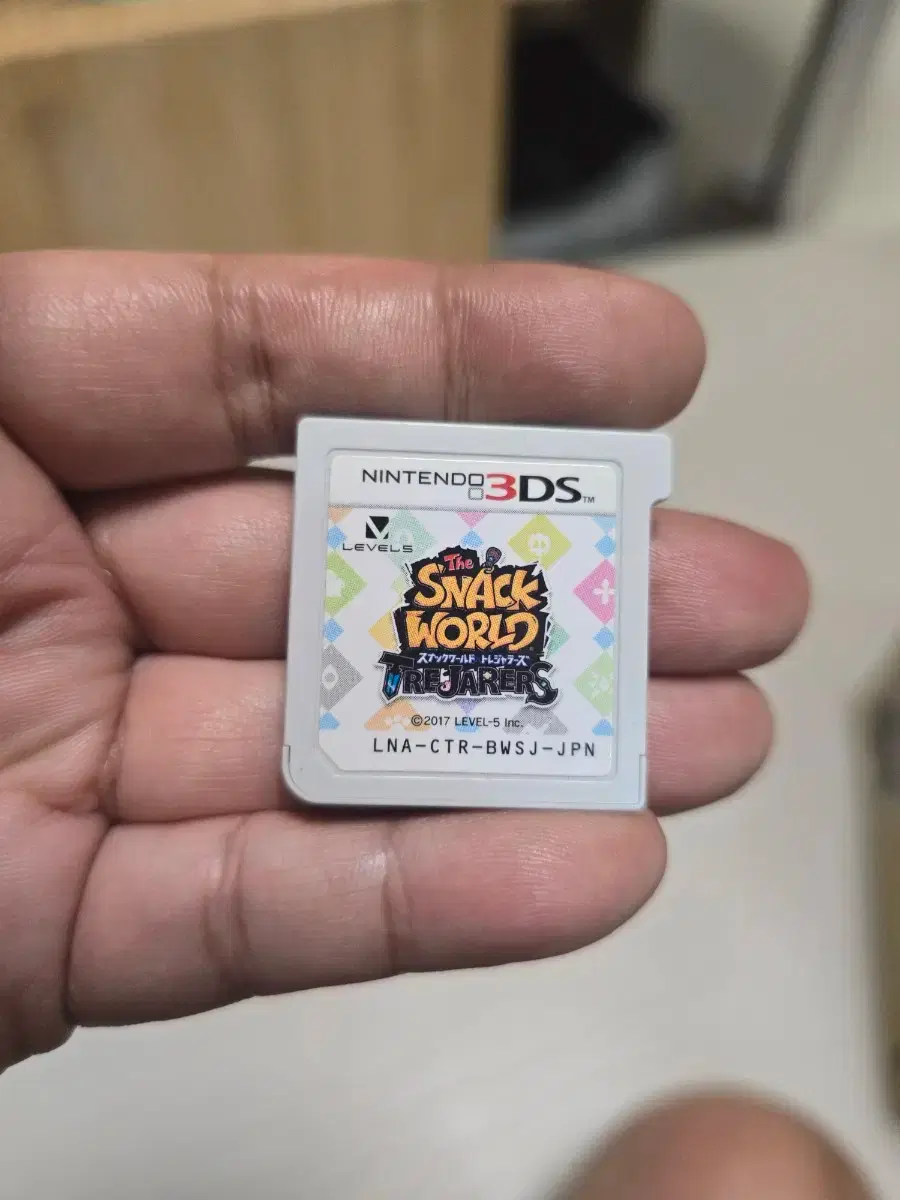 NINTENDO 3DS™
LEVEL5
The
SNACK
WORLD
スナックワールド トレジャラーズ
TREJARERS
©2017 LEVEL-5 Inc.
LNA-CTR-BWSJ-JPN